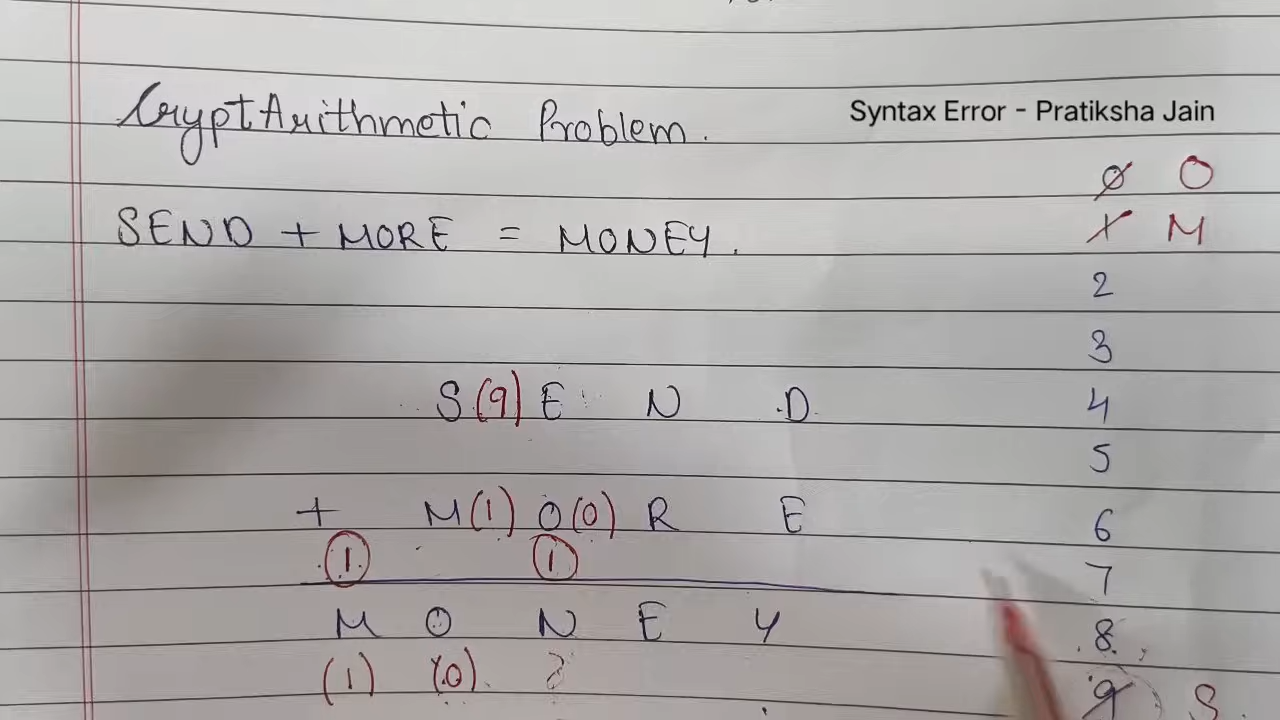 CryptArithmetic Problem.
Syntax Error - Pratiksha Jain
0 O
1 M
SEND + MORE = MONEY.
2
3
S(9) E N D
4
5
+ M(1) O(0) R E
6
1 1
7
M O N E Y
8
(1) (0)
9 S